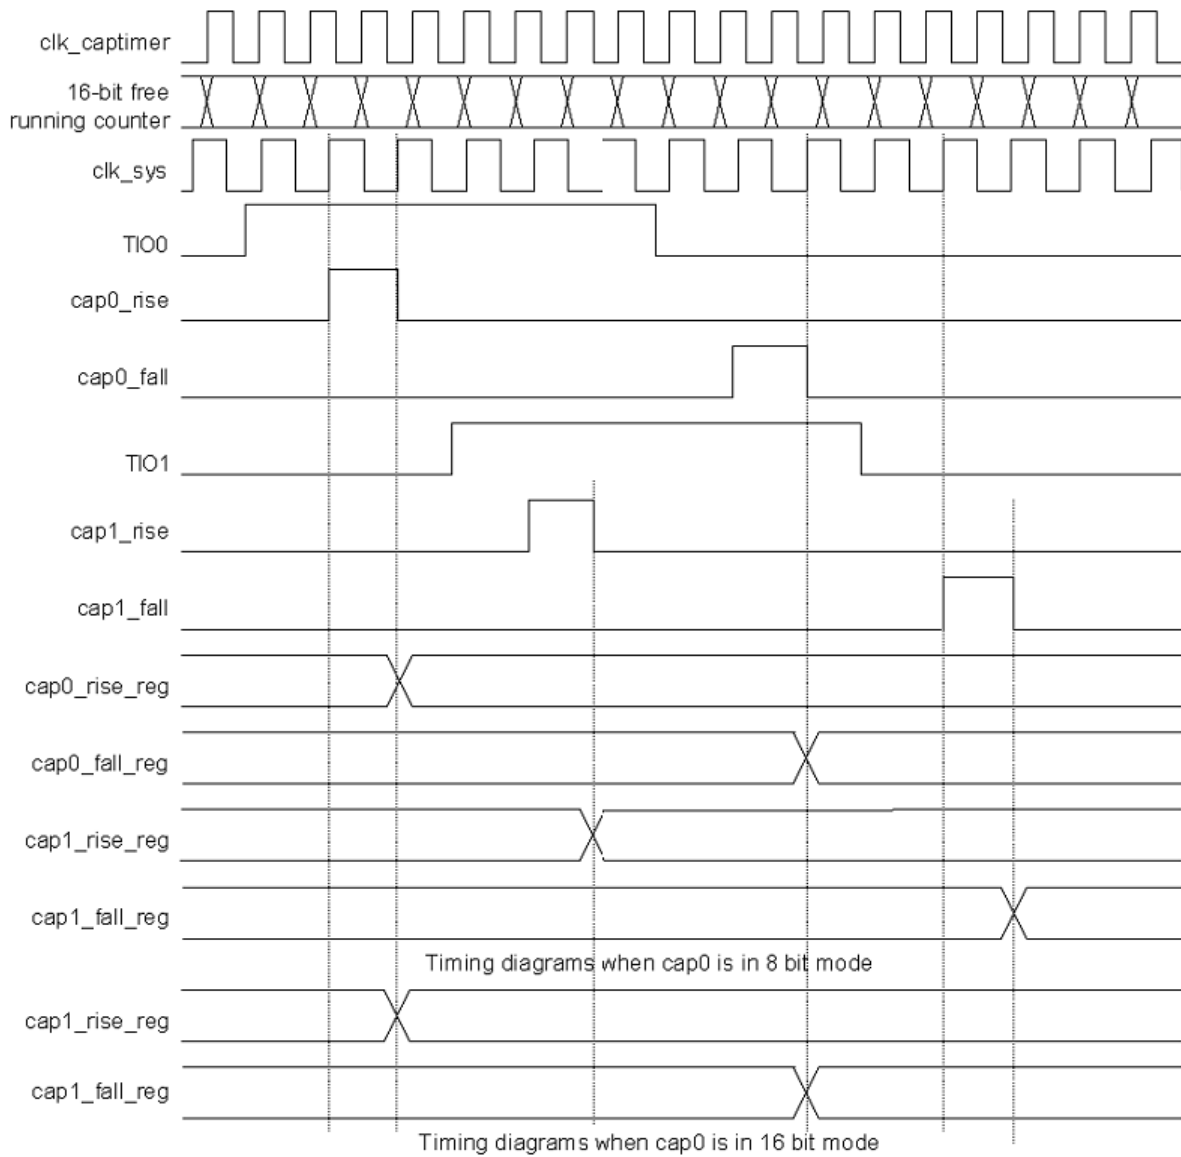 clk_captimer
16-bit free
running counter
clk_sys
TIO0
cap0_rise
cap0_fall
TIO1
cap1_rise
cap1_fall
cap0_rise_reg
cap0_fall_reg
cap1_rise_reg
cap1_fall_reg
Timing diagrams when cap0 is in 8 bit mode
cap1_rise_reg
cap1_fall_reg
Timing diagrams when cap0 is in 16 bit mode